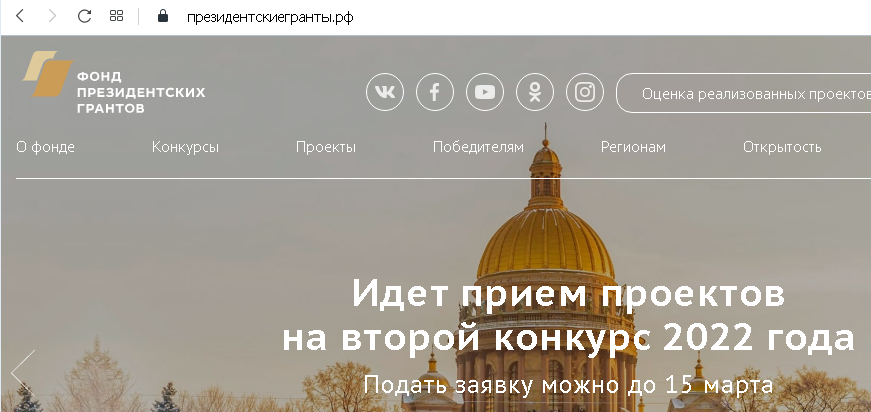 президентскиегранты.рф
ФОНД
ПРЕЗИДЕНТСКИХ
ГРАНТОВ
Оценка реализованных проектов
О фонде Конкурсы Проекты Победителям Регионам Открытость
Идет прием проектов
на второй конкурс 2022 года
Подать заявку можно до 15 марта